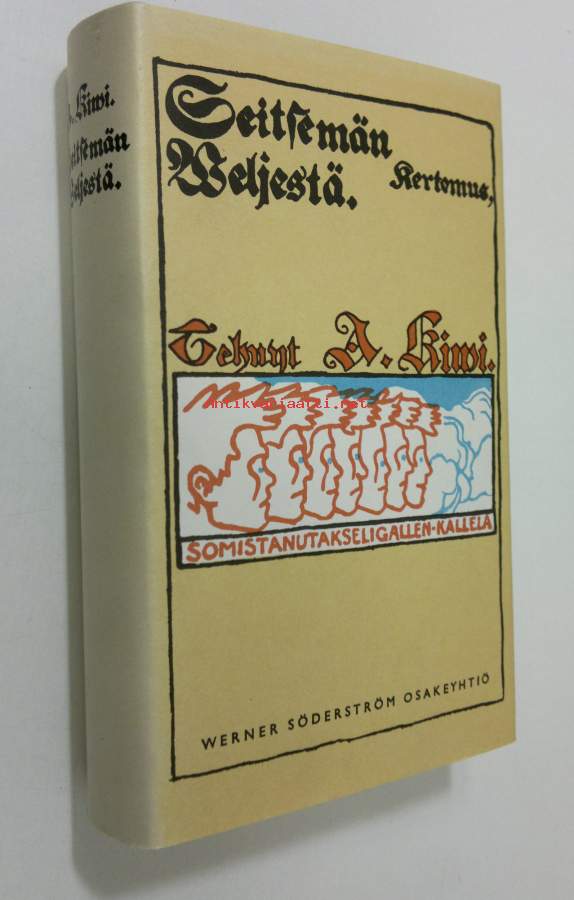 A. Kiwi.
Seitsemän
Weljestä.
Seitsemän
Weljestä. Kertomus,
Tehnyt A. Kiwi.
Antikvariaatti.net
SOMISTANUT AKSELI GALLEN-KALLELA
WERNER SÖDERSTRÖM OSAKEYHTIÖ